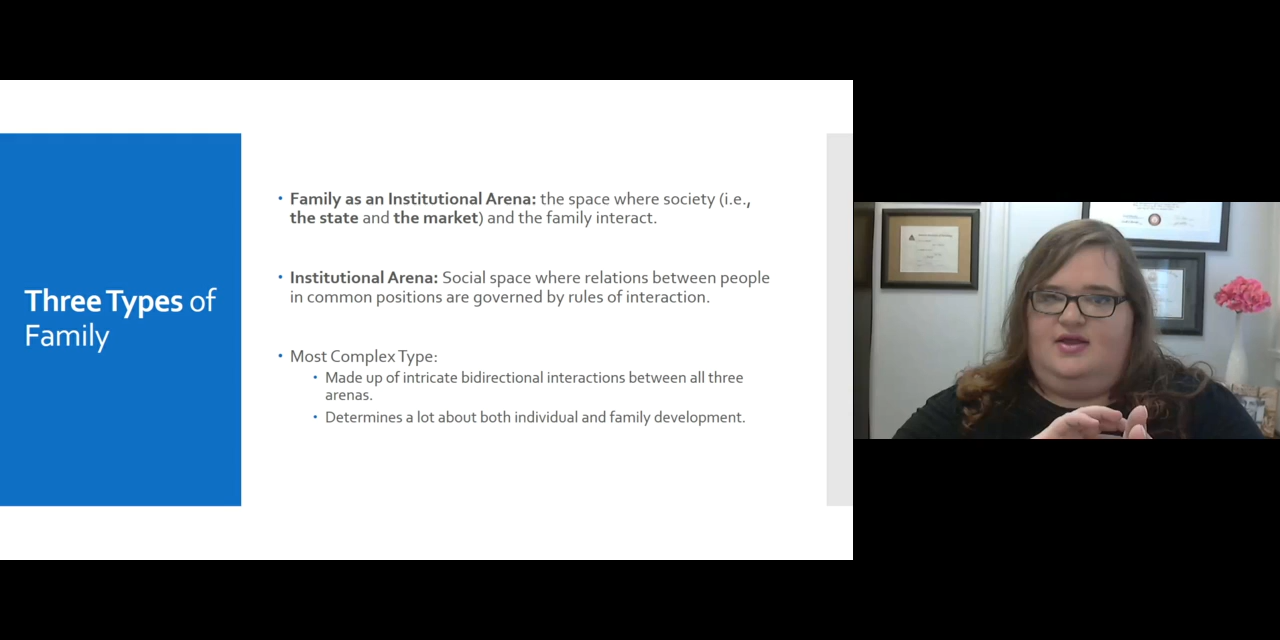 Three Types of
Family
• Family as an Institutional Arena: the space where society (i.e.,
the state and the market) and the family interact.
• Institutional Arena: Social space where relations between people
in common positions are governed by rules of interaction.
• Most Complex Type:
• Made up of intricate bidirectional interactions between all three
arenas.
• Determines a lot about both individual and family development.